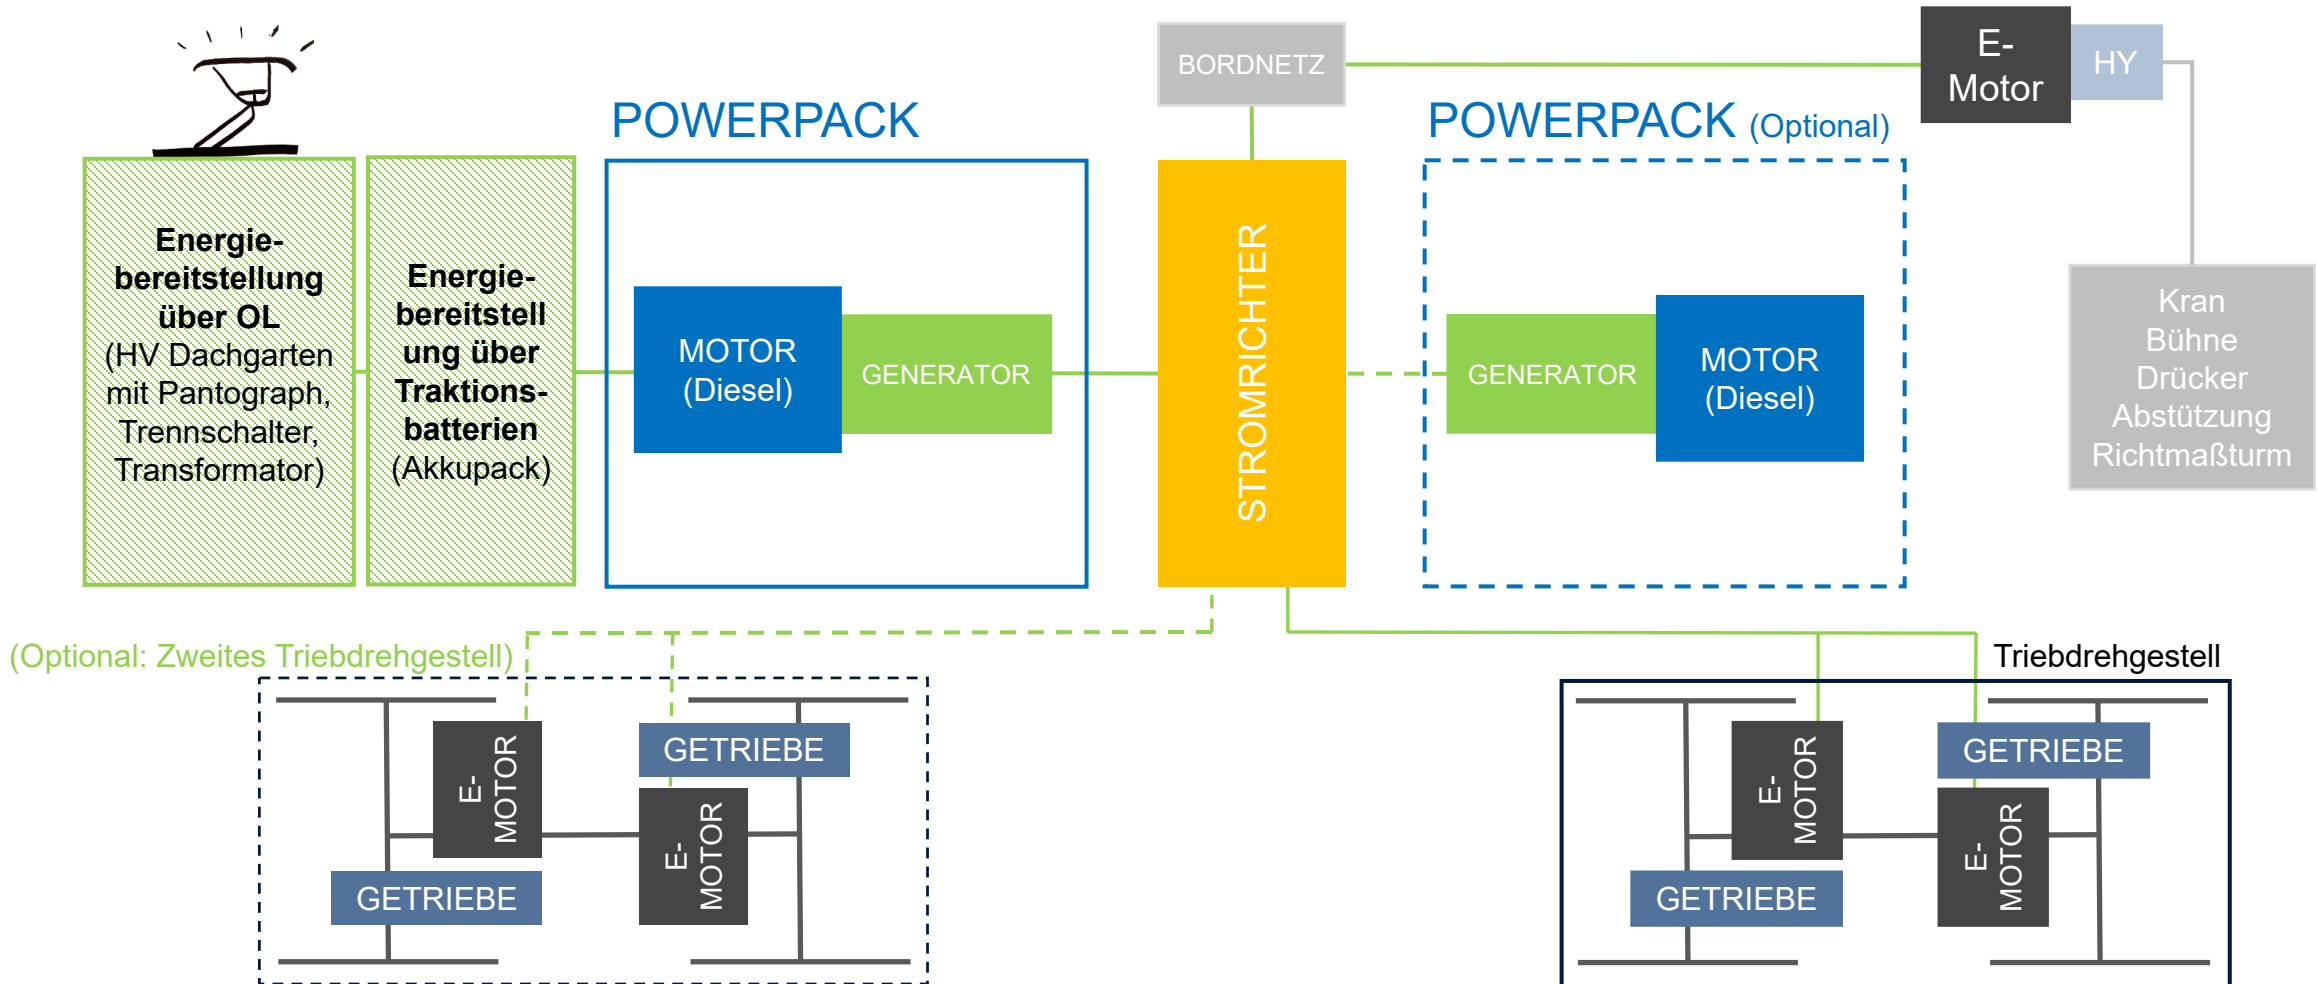 BORDNETZ
E-
Motor
HY
POWERPACK
POWERPACK (Optional)
Energie-
bereitstellung
über OL
(HV Dachgarten
mit Pantograph,
Trennschalter,
Transformator)
Energie-
bereitstell
ung über
Traktions-
batterien
(Akkupack)
MOTOR
(Diesel)
GENERATOR
STROMRICHTER
GENERATOR
MOTOR
(Diesel)
Kran
Bühne
Drücker
Abstützung
Richtmaßturm
(Optional: Zweites Triebdrehgestell)
E-
MOTOR
GETRIEBE
E-
MOTOR
GETRIEBE
Triebdrehgestell
E-
MOTOR
GETRIEBE
E-
MOTOR
GETRIEBE